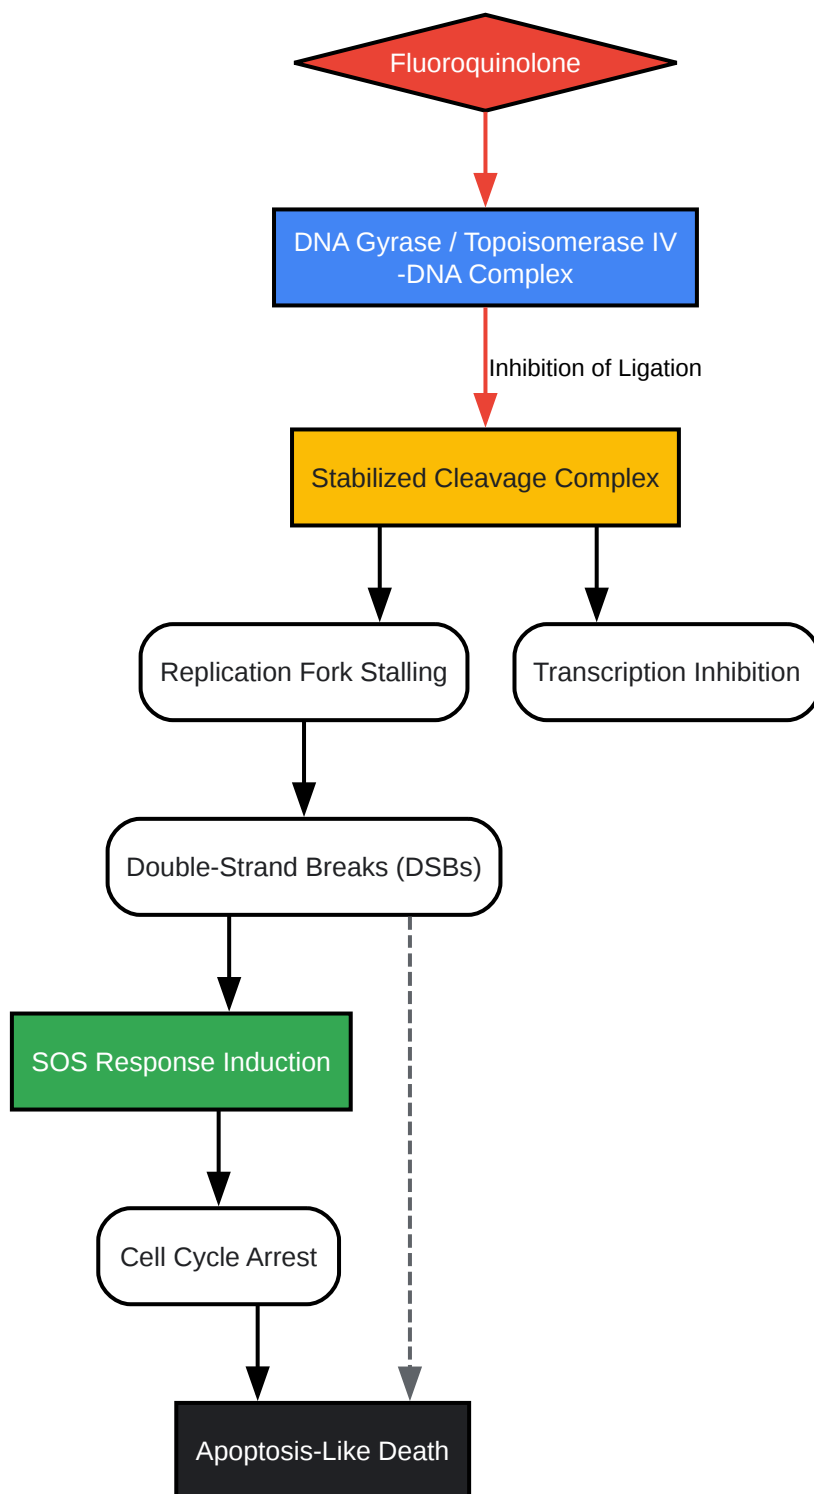 Fluoroquinolone
DNA Gyrase / Topoisomerase IV
-DNA Complex
Inhibition of Ligation
Stabilized Cleavage Complex
Replication Fork Stalling
Transcription Inhibition
Double-Strand Breaks (DSBs)
SOS Response Induction
Cell Cycle Arrest
Apoptosis-Like Death